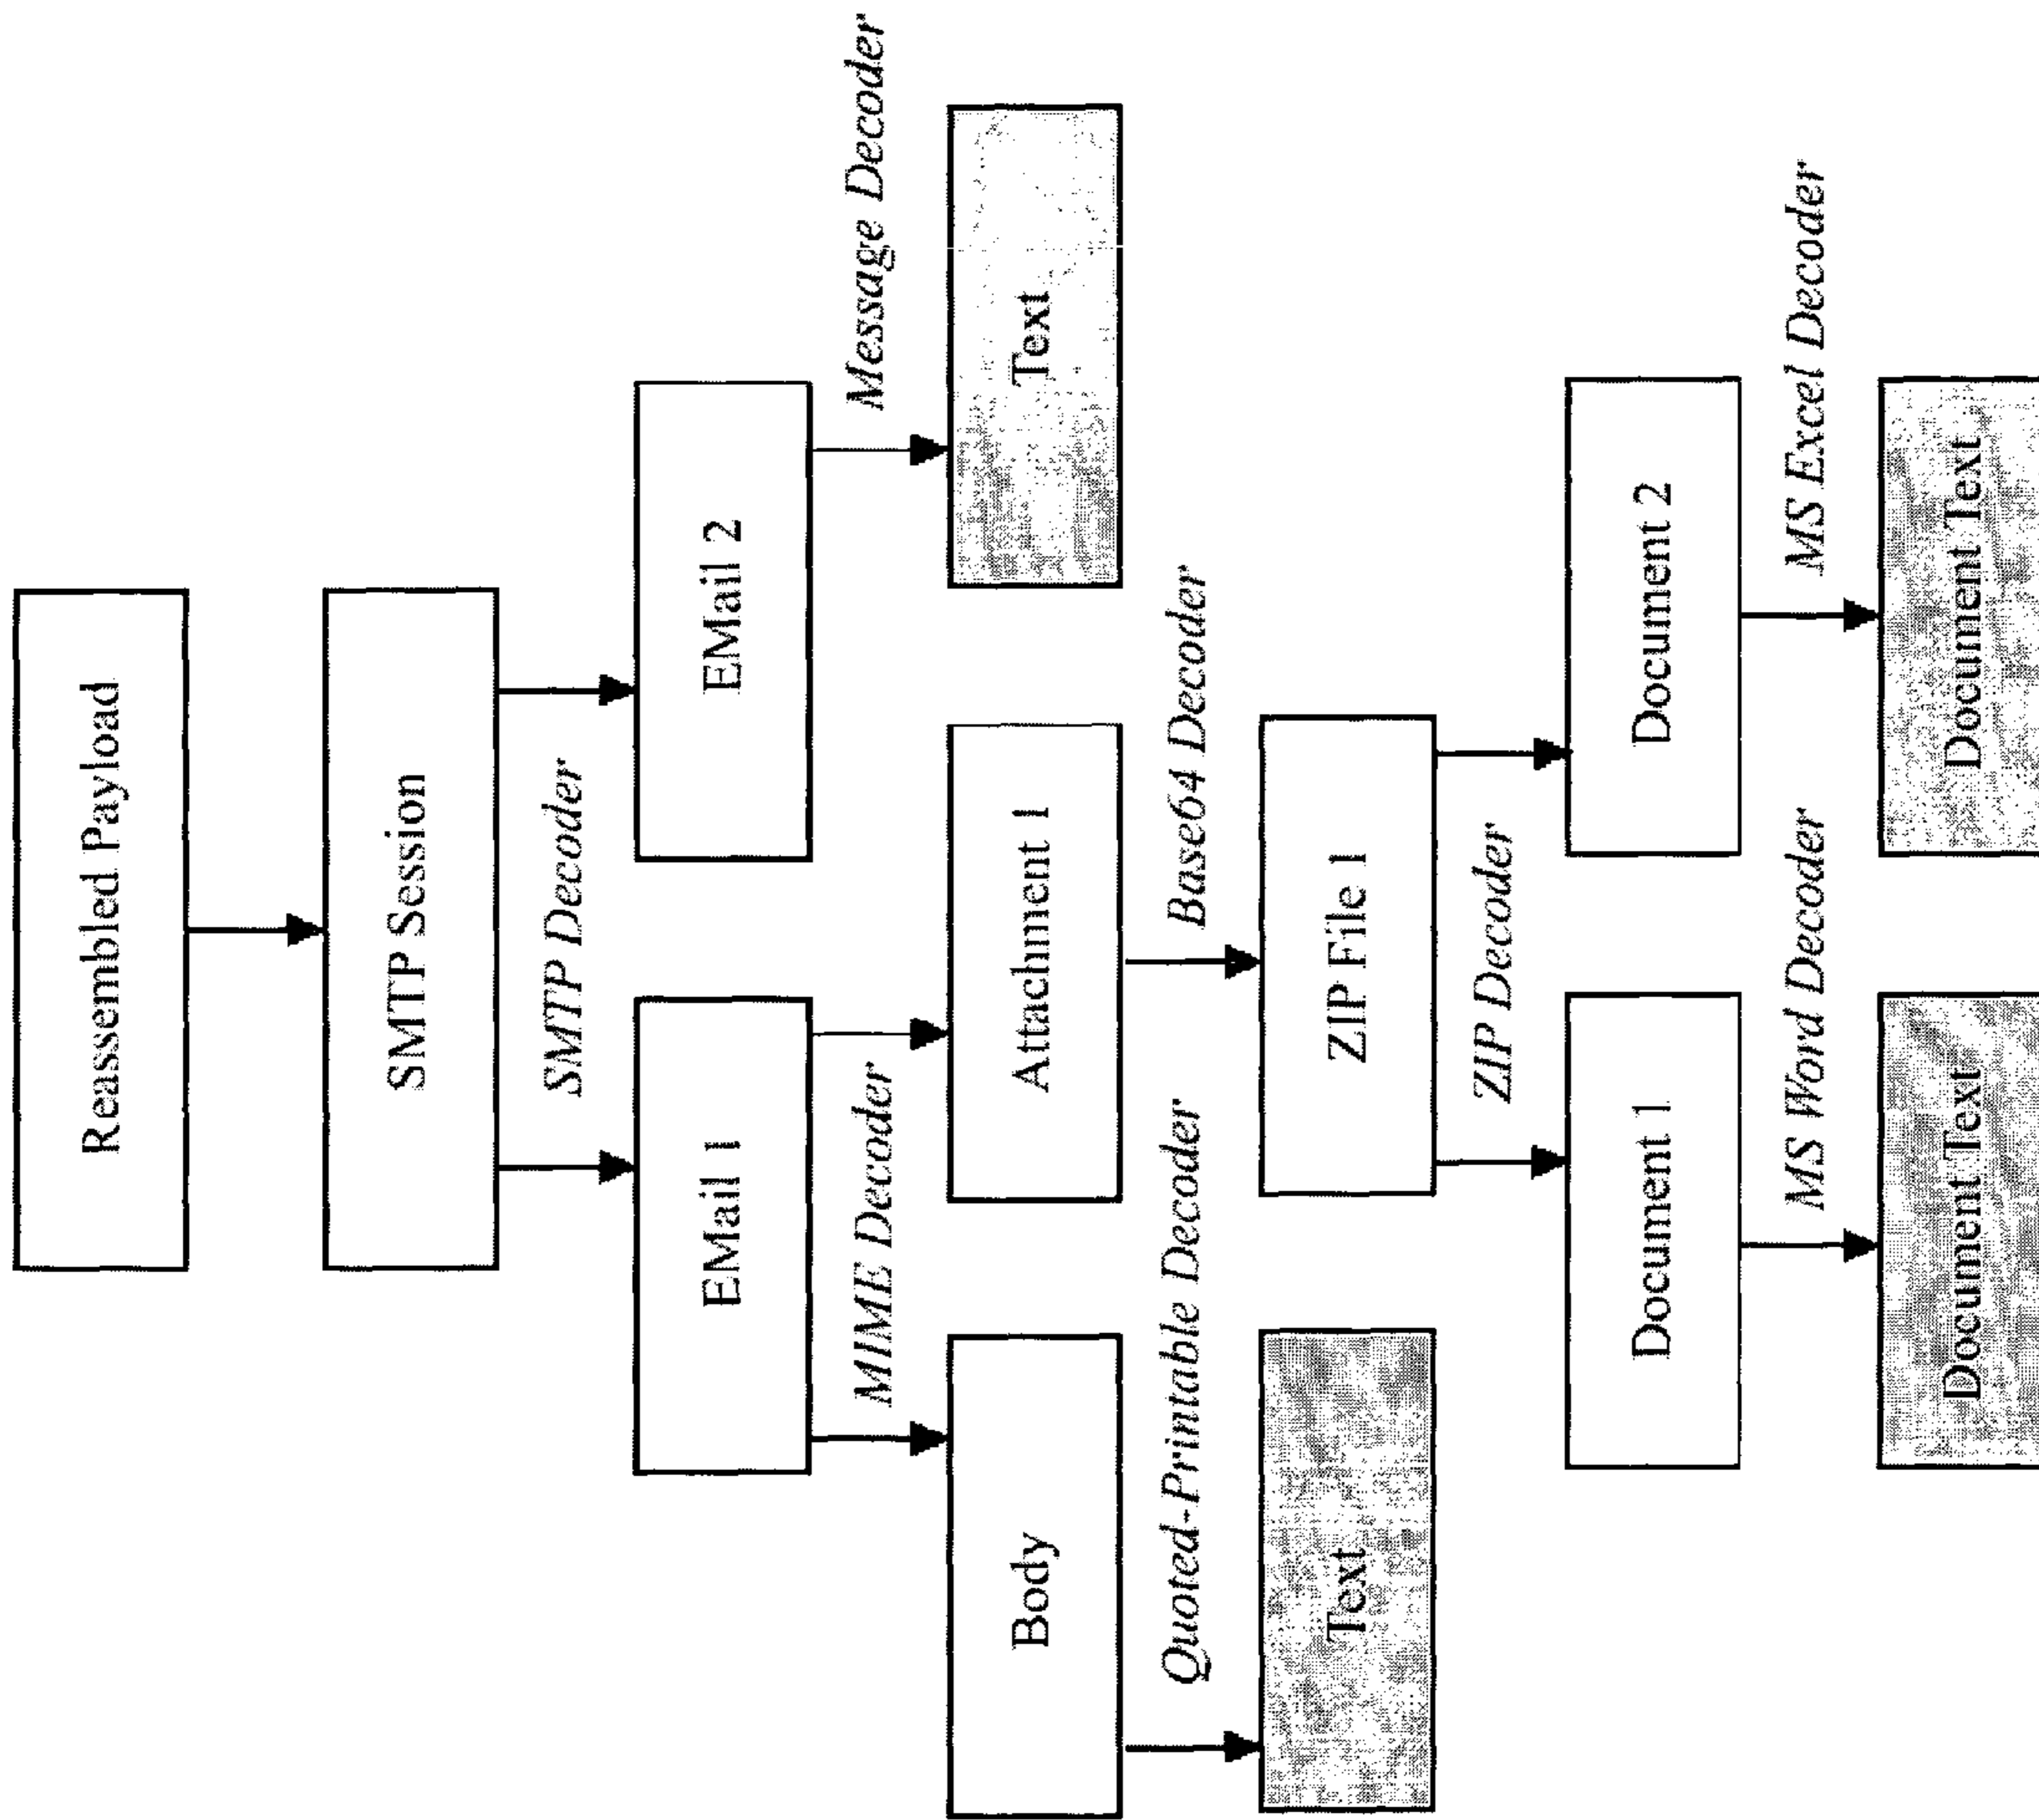 Reassembled Payload
SMTP Session
SMTP Decoder
EMail 1
EMail 2
MIME Decoder
Message Decoder
Body
Attachment 1
Text
Quoted-Printable Decoder
Base64 Decoder
Text
ZIP File 1
ZIP Decoder
Document 1
Document 2
MS Word Decoder
MS Excel Decoder
Document Text
Document Text